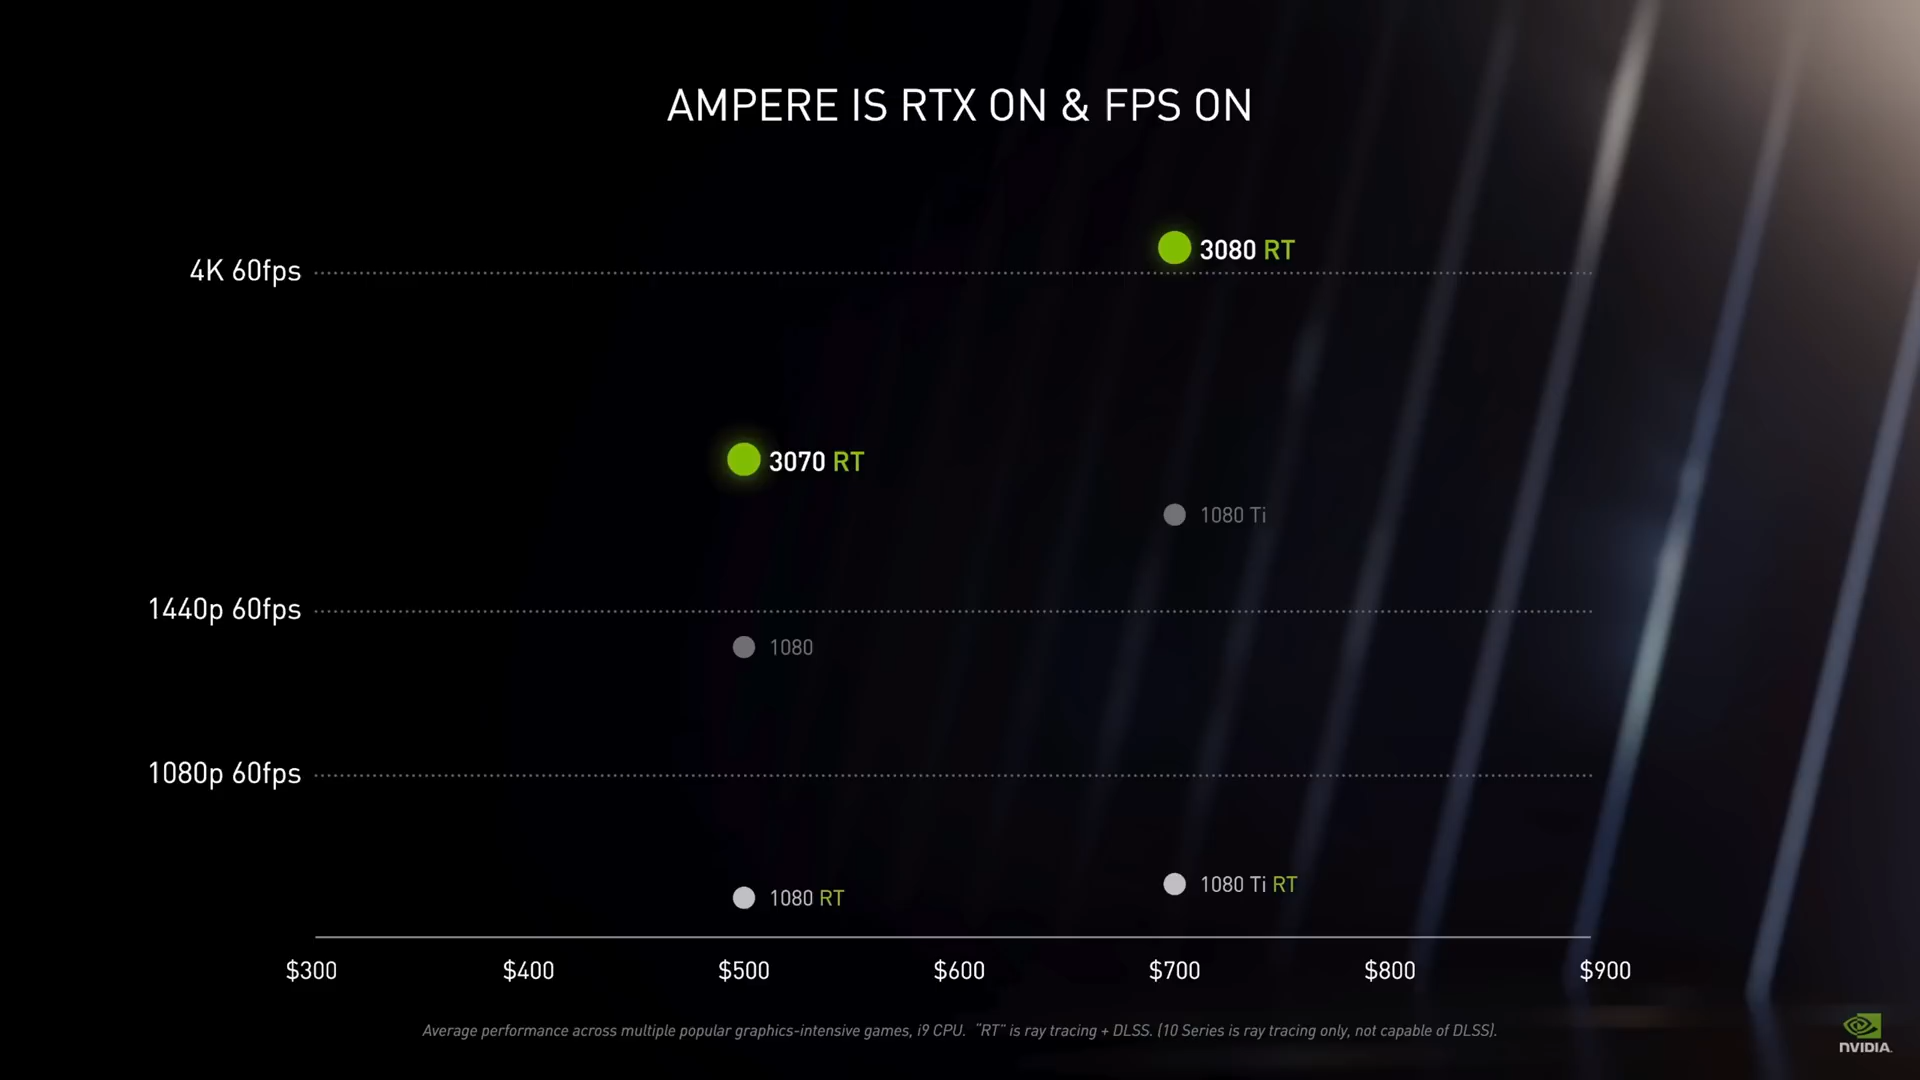 AMPERE IS RTX ON & FPS ON
3080 RT
4K 60fps
3070 RT
1080 Ti
1440p 60fps
1080
1080p 60fps
1080 Ti RT
1080 RT
$300 $400 $500 $600 $700 $800 $900
Average performance across multiple popular graphics-intensive games, i9 CPU. "RT" is ray tracing + DLSS. (10 Series is ray tracing only, not capable of DLSS).
NVIDIA.